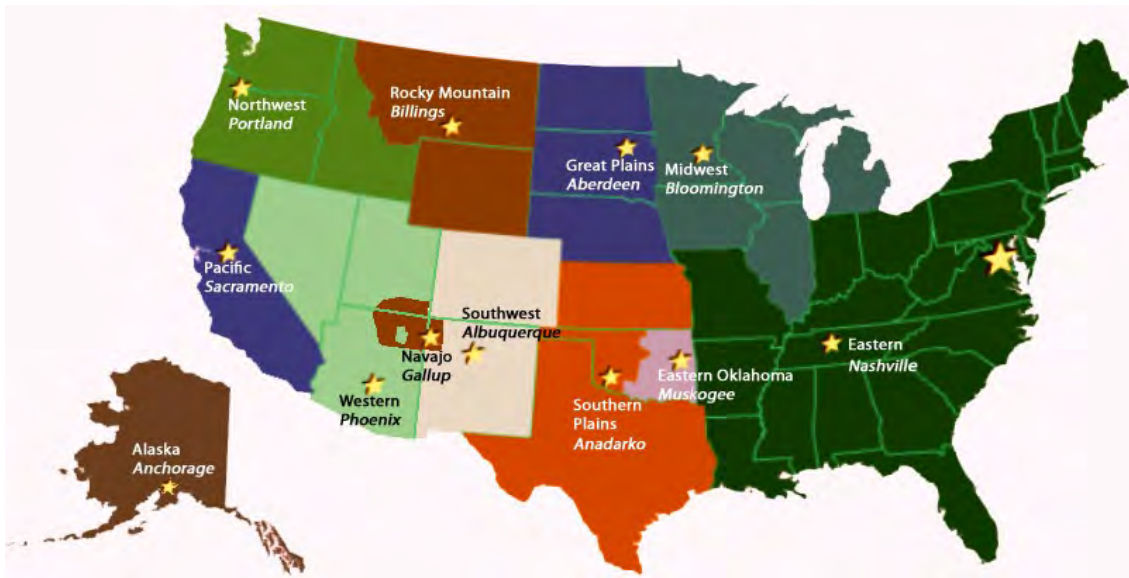 Northwest
Portland
Rocky Mountain
Billings
Great Plains
Aberdeen
Midwest
Bloomington
Pacific
Sacramento
Southwest
Albuquerque
Navajo
Gallup
Western
Phoenix
Eastern Oklahoma
Muskogee
Eastern
Nashville
Southern
Plains
Anadarko
Alaska
Anchorage